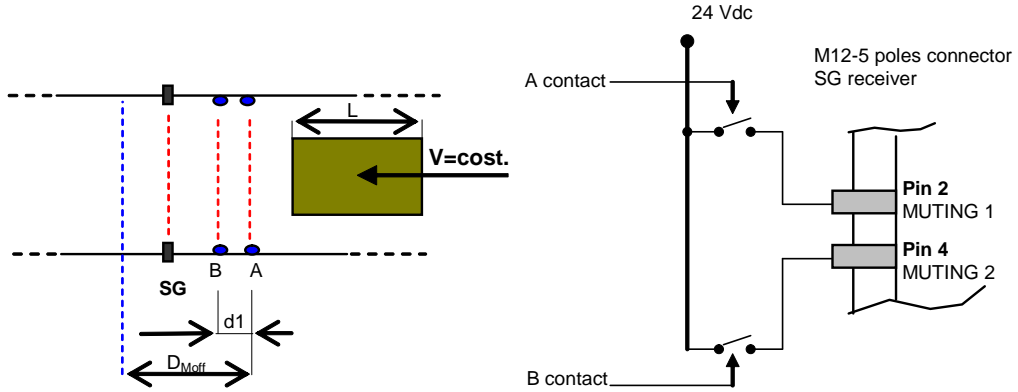 L
V=cost.
B
A
SG
d1
DMoff
24 Vdc
M12-5 poles connector
SG receiver
A contact
Pin 2
MUTING 1
Pin 4
MUTING 2
B contact